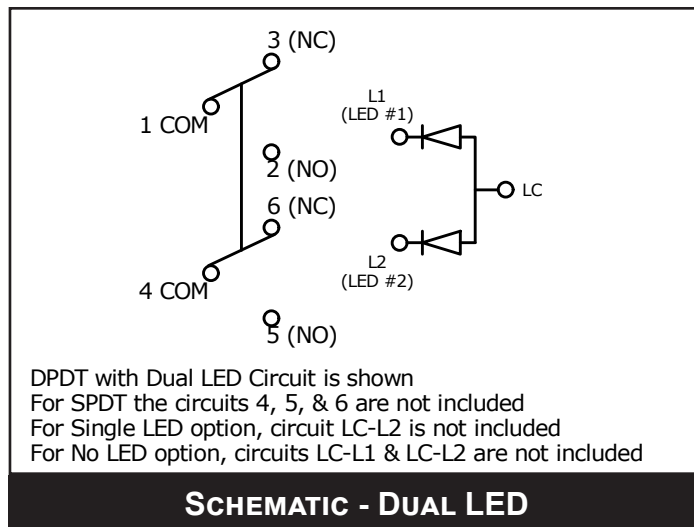 3 (NC)
1 COM
2 (NO)
6 (NC)
4 COM
5 (NO)
L1
(LED #1)
LC
L2
(LED #2)
DPDT with Dual LED Circuit is shown
For SPDT the circuits 4, 5, & 6 are not included
For Single LED option, circuit LC-L2 is not included
For No LED option, circuits LC-L1 & LC-L2 are not included
SCHEMATIC - DUAL LED